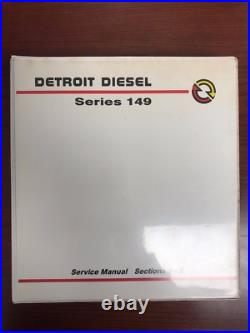 DETROIT DIESEL
Series 149
Service Manual Sections